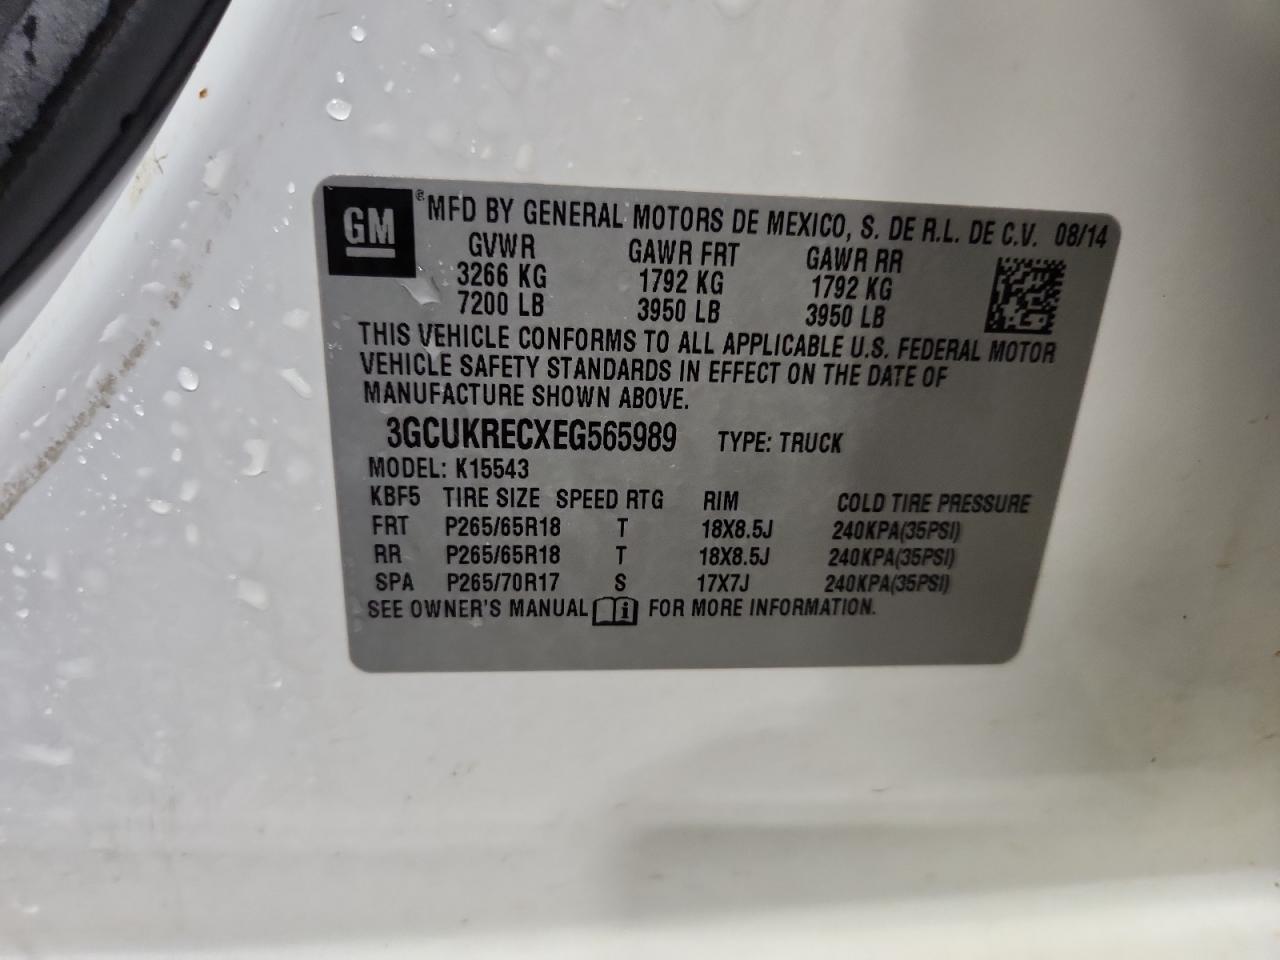 GM ® MFD BY GENERAL MOTORS DE MEXICO, S. DE R.L. DE C.V. 08/14
GVWR GAWR FRT GAWR RR
3266 KG 1792 KG 1792 KG
7200 LB 3950 LB 3950 LB
THIS VEHICLE CONFORMS TO ALL APPLICABLE U.S. FEDERAL MOTOR
VEHICLE SAFETY STANDARDS IN EFFECT ON THE DATE OF
MANUFACTURE SHOWN ABOVE.
3GCUKRECXEG565989 TYPE: TRUCK
MODEL: K15543
KBF5 TIRE SIZE SPEED RTG RIM COLD TIRE PRESSURE
FRT P265/65R18 T 18X8.5J 240KPA(35PSI)
RR P265/65R18 T 18X8.5J 240KPA(35PSI)
SPA P265/70R17 S 17X7J 240KPA(35PSI)
SEE OWNER'S MANUAL i FOR MORE INFORMATION.